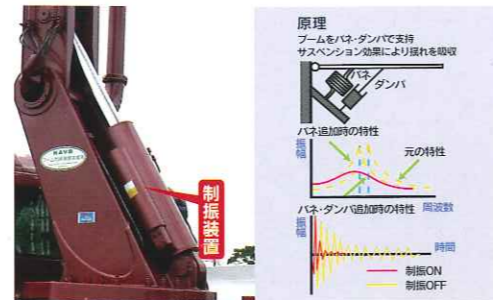 制振装置
原理
ブームをバネ・ダンパで支持
サスペンション効果により揺れを吸収
バネ
ダンパ
バネ追加時の特性
振幅
元の特性
周波数
バネ・ダンパ追加時の特性
振幅
時間
制振ON
制振OFF